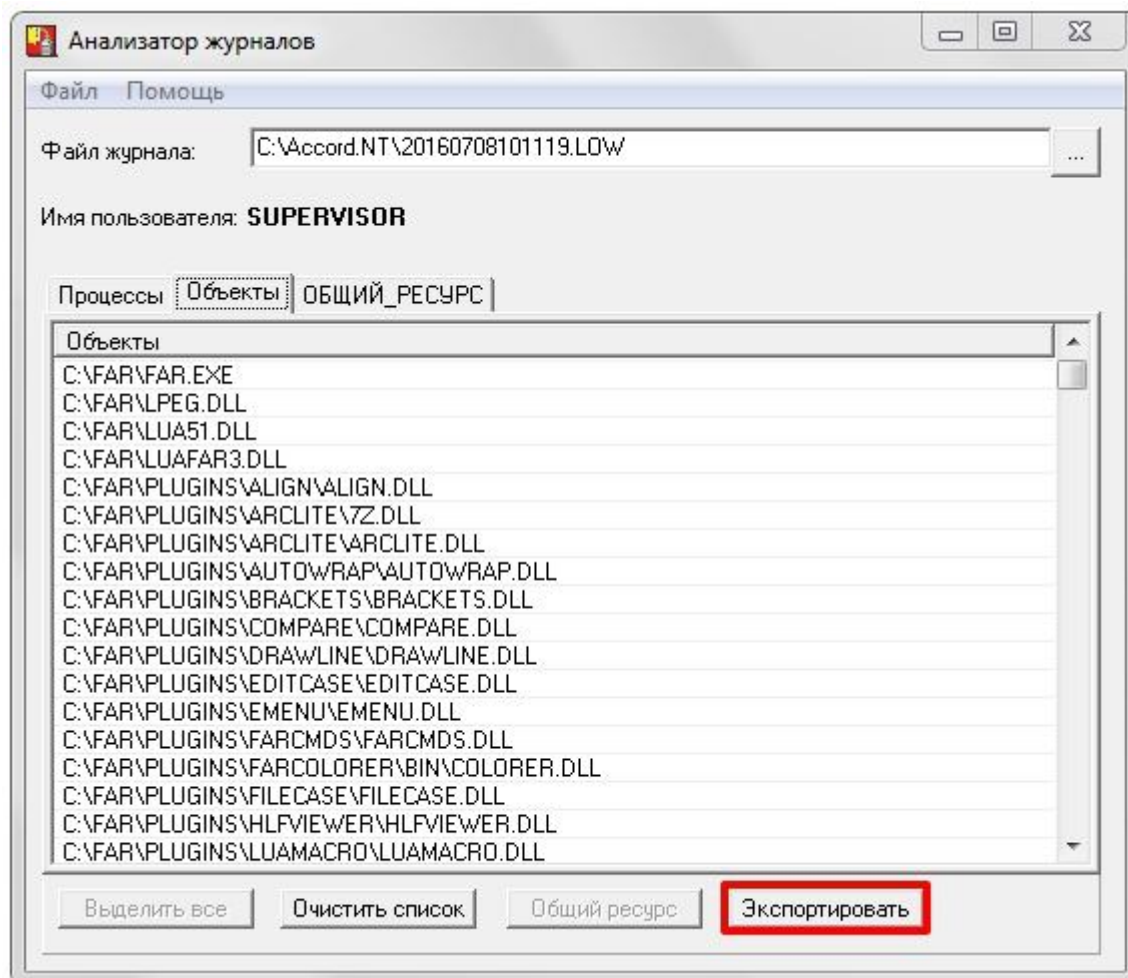 Анализатор журналов
Файл Помощь
Файл журнала: C:\Accord.NT\20160708101119.LOW ...
Имя пользователя: SUPERVISOR
Процессы Объекты ОБЩИЙ_РЕСУРС
Объекты
C:\FAR\FAR.EXE
C:\FAR\LPEG.DLL
C:\FAR\LUA51.DLL
C:\FAR\LUAFAR3.DLL
C:\FAR\PLUGINS\ALIGN\ALIGN.DLL
C:\FAR\PLUGINS\ARCLITE\7Z.DLL
C:\FAR\PLUGINS\ARCLITE\ARCLITE.DLL
C:\FAR\PLUGINS\AUTOWRAP\AUTOWRAP.DLL
C:\FAR\PLUGINS\BRACKETS\BRACKETS.DLL
C:\FAR\PLUGINS\COMPARE\COMPARE.DLL
C:\FAR\PLUGINS\DRAWLINE\DRAWLINE.DLL
C:\FAR\PLUGINS\EDITCASE\EDITCASE.DLL
C:\FAR\PLUGINS\EMENU\EMENU.DLL
C:\FAR\PLUGINS\FARCMDS\FARCMDS.DLL
C:\FAR\PLUGINS\FARCOLORER\BIN\COLORER.DLL
C:\FAR\PLUGINS\FILECASE\FILECASE.DLL
C:\FAR\PLUGINS\HLFVIEWER\HLFVIEWER.DLL
C:\FAR\PLUGINS\LUAMACRO\LUAMACRO.DLL
Выделить все Очистить список Общий ресурс Экспортировать